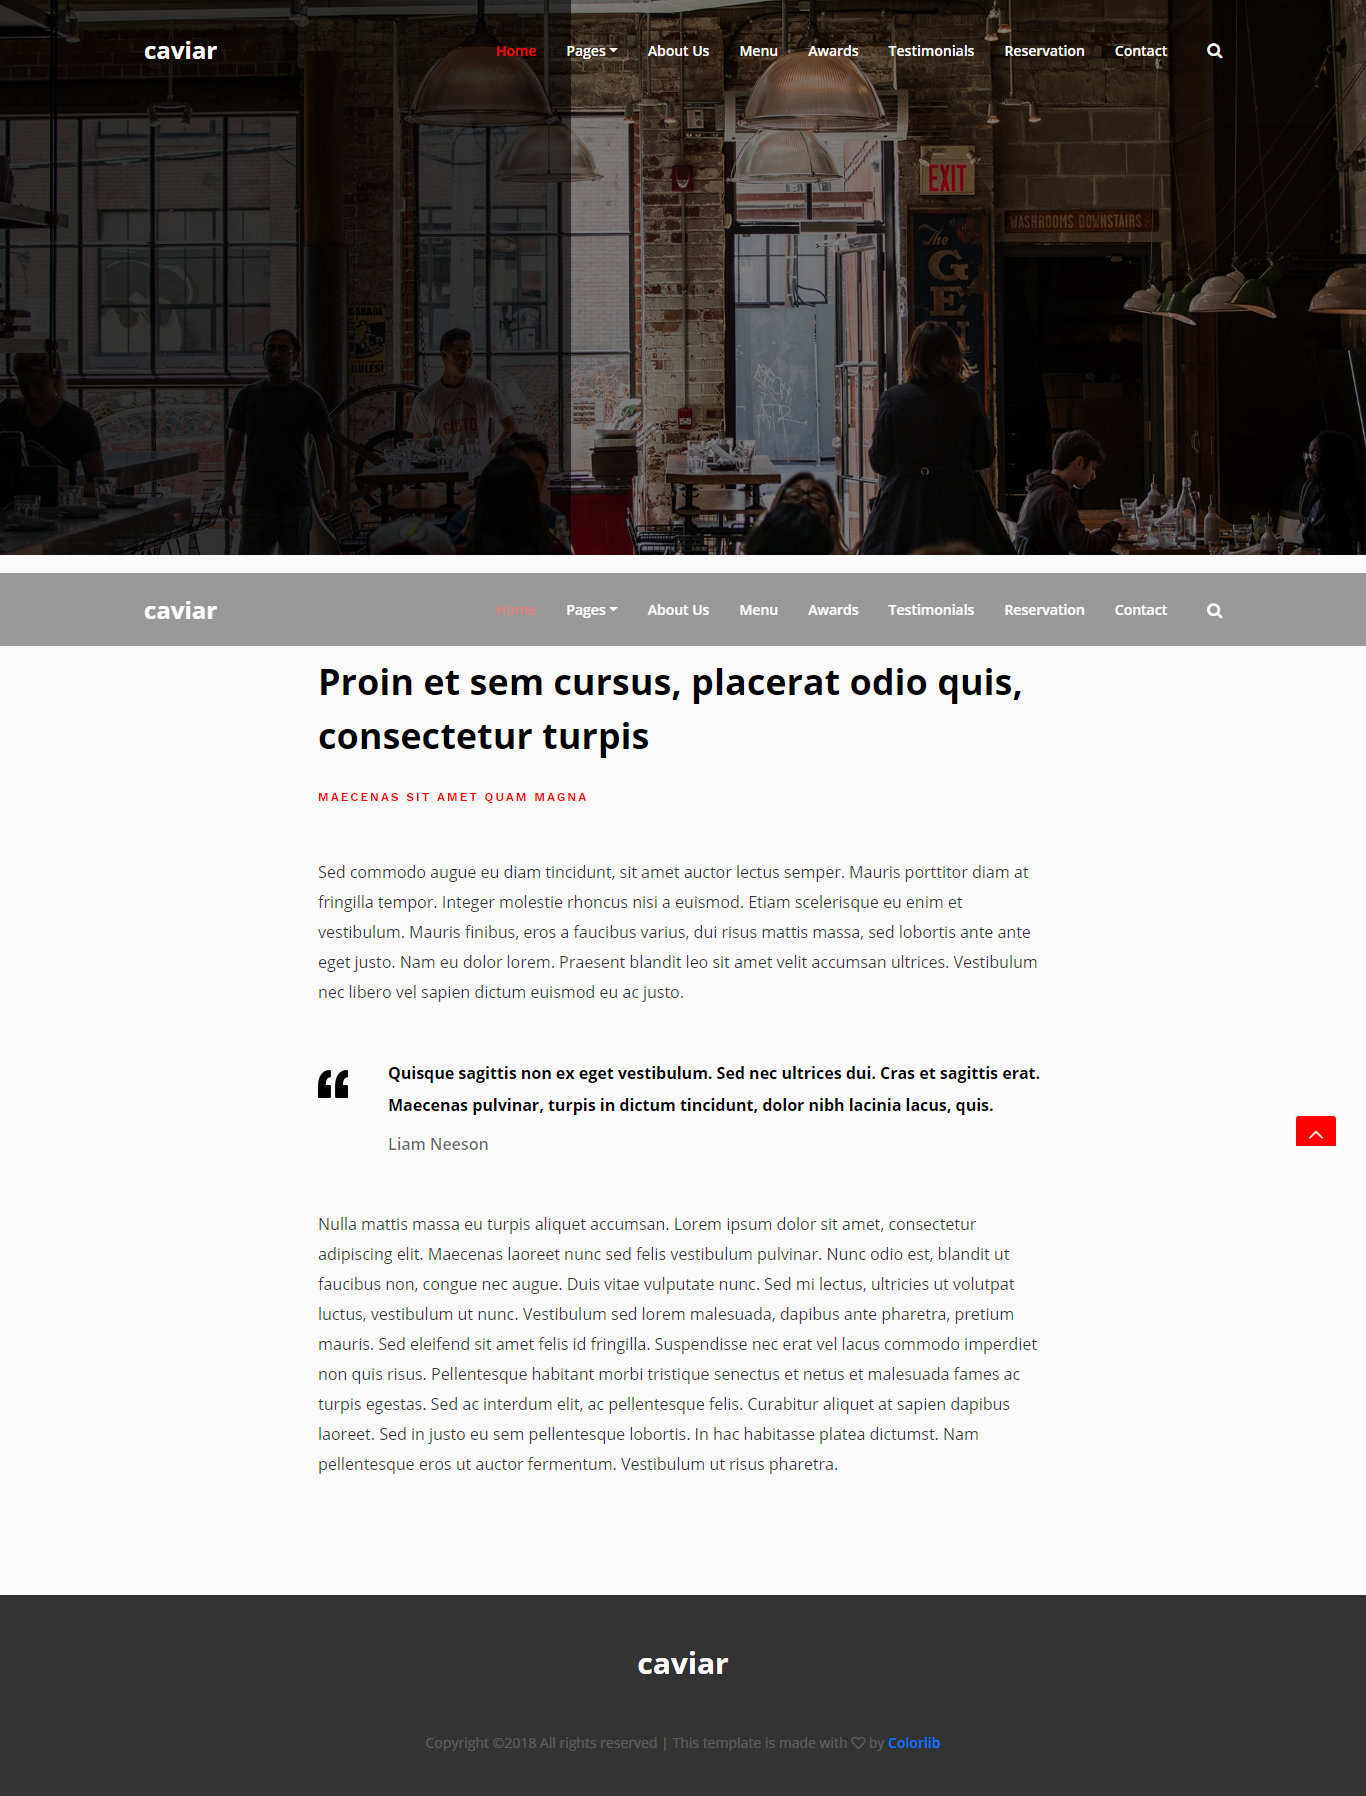 caviar
Home Pages About Us Menu Awards Testimonials Reservation Contact
EXIT
WASHROOMS DOWNSTAIRS
The
GARAGE
RULES!
GUSTO
caviar
Home Pages About Us Menu Awards Testimonials Reservation Contact
Proin et sem cursus, placerat odio quis,
consectetur turpis
MAECENAS SIT AMET QUAM MAGNA
Sed commodo augue eu diam tincidunt, sit amet auctor lectus semper. Mauris porttitor diam at
fringilla tempor. Integer molestie rhoncus nisi a euismod. Etiam scelerisque eu enim et
vestibulum. Mauris finibus, eros a faucibus varius, dui risus mattis massa, sed lobortis ante ante
eget justo. Nam eu dolor lorem. Praesent blandit leo sit amet velit accumsan ultrices. Vestibulum
nec libero vel sapien dictum euismod eu ac justo.
Quisque sagittis non ex eget vestibulum. Sed nec ultrices dui. Cras et sagittis erat.
Maecenas pulvinar, turpis in dictum tincidunt, dolor nibh lacinia lacus, quis.
Liam Neeson
Nulla mattis massa eu turpis aliquet accumsan. Lorem ipsum dolor sit amet, consectetur
adipiscing elit. Maecenas laoreet nunc sed felis vestibulum pulvinar. Nunc odio est, blandit ut
faucibus non, congue nec augue. Duis vitae vulputate nunc. Sed mi lectus, ultricies ut volutpat
luctus, vestibulum ut nunc. Vestibulum sed lorem malesuada, dapibus ante pharetra, pretium
mauris. Sed eleifend sit amet felis id fringilla. Suspendisse nec erat vel lacus commodo imperdiet
non quis risus. Pellentesque habitant morbi tristique senectus et netus et malesuada fames ac
turpis egestas. Sed ac interdum elit, ac pellentesque felis. Curabitur aliquet at sapien dapibus
laoreet. Sed in justo eu sem pellentesque lobortis. In hac habitasse platea dictumst. Nam
pellentesque eros ut auctor fermentum. Vestibulum ut risus pharetra.
caviar
Copyright ©2018 All rights reserved | This template is made with ♡ by Colorlib